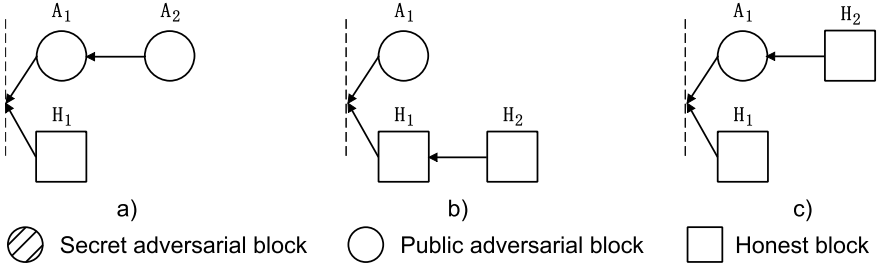 A₁ A₂ A₁ A₁ H₂
H₁ H₁ H₂ H₁
a) b) c)
Secret adversarial block Public adversarial block Honest block